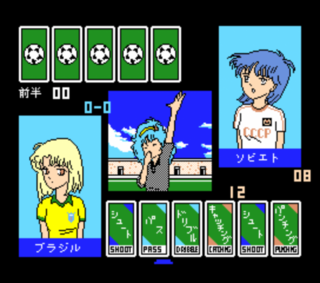 前半 00
0-0
CCCP
ソビエト
08
ブラジル
12
シュート SHOOT
パス PASS
ドリブル DRIBBLE
キャッチング CATCHNG
シュート SHOOT
パンチング PUNCHNG